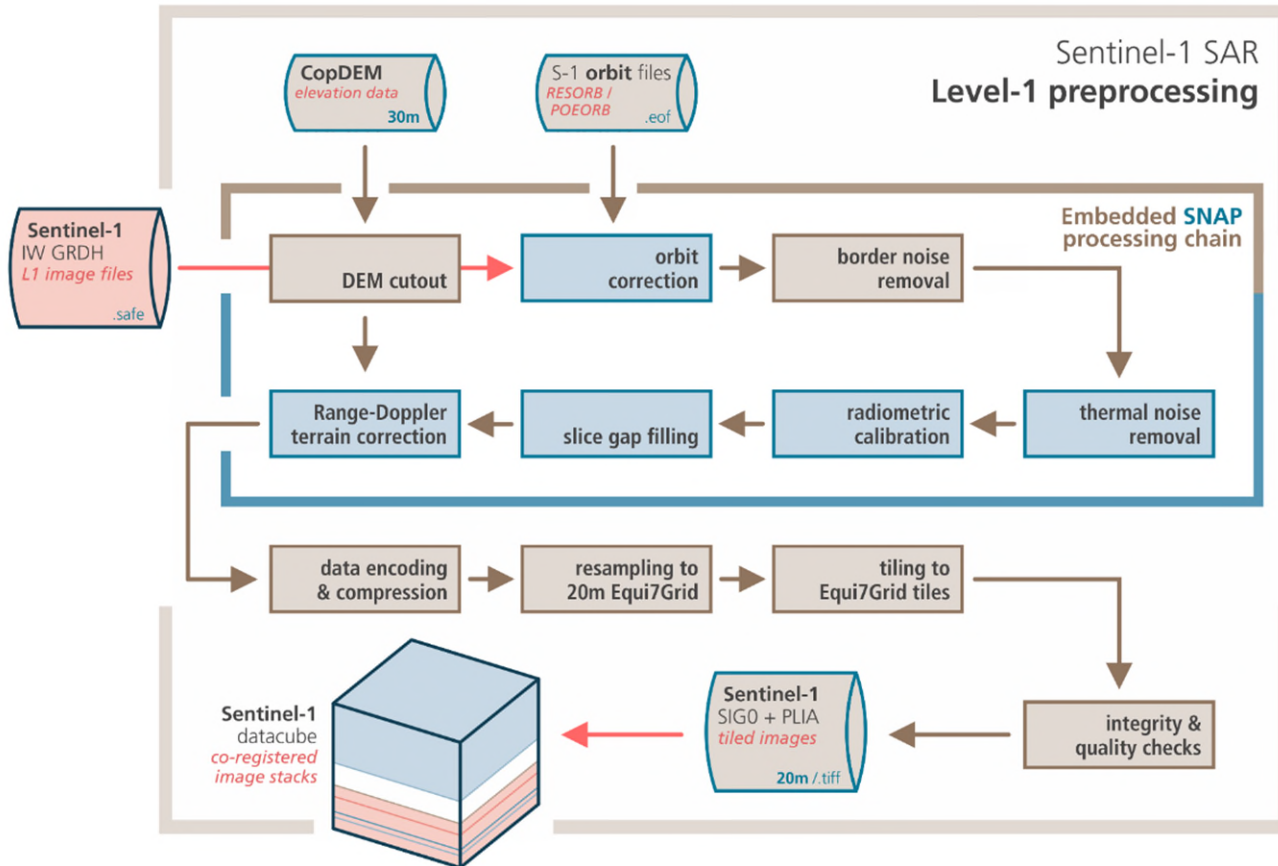 Sentinel-1 SAR
Level-1 preprocessing
CopDEM
elevation data
30m
S-1 orbit files
RESORB /
POEORB
.eof
Embedded SNAP
processing chain
Sentinel-1
IW GRDH
L1 image files
.safe
DEM cutout
orbit
correction
border noise
removal
Range-Doppler
terrain correction
slice gap filling
radiometric
calibration
thermal noise
removal
data encoding
& compression
resampling to
20m Equi7Grid
tiling to
Equi7Grid tiles
Sentinel-1
datacube
co-registered
image stacks
Sentinel-1
SIG0 + PLIA
tiled images
20m /.tiff
integrity &
quality checks